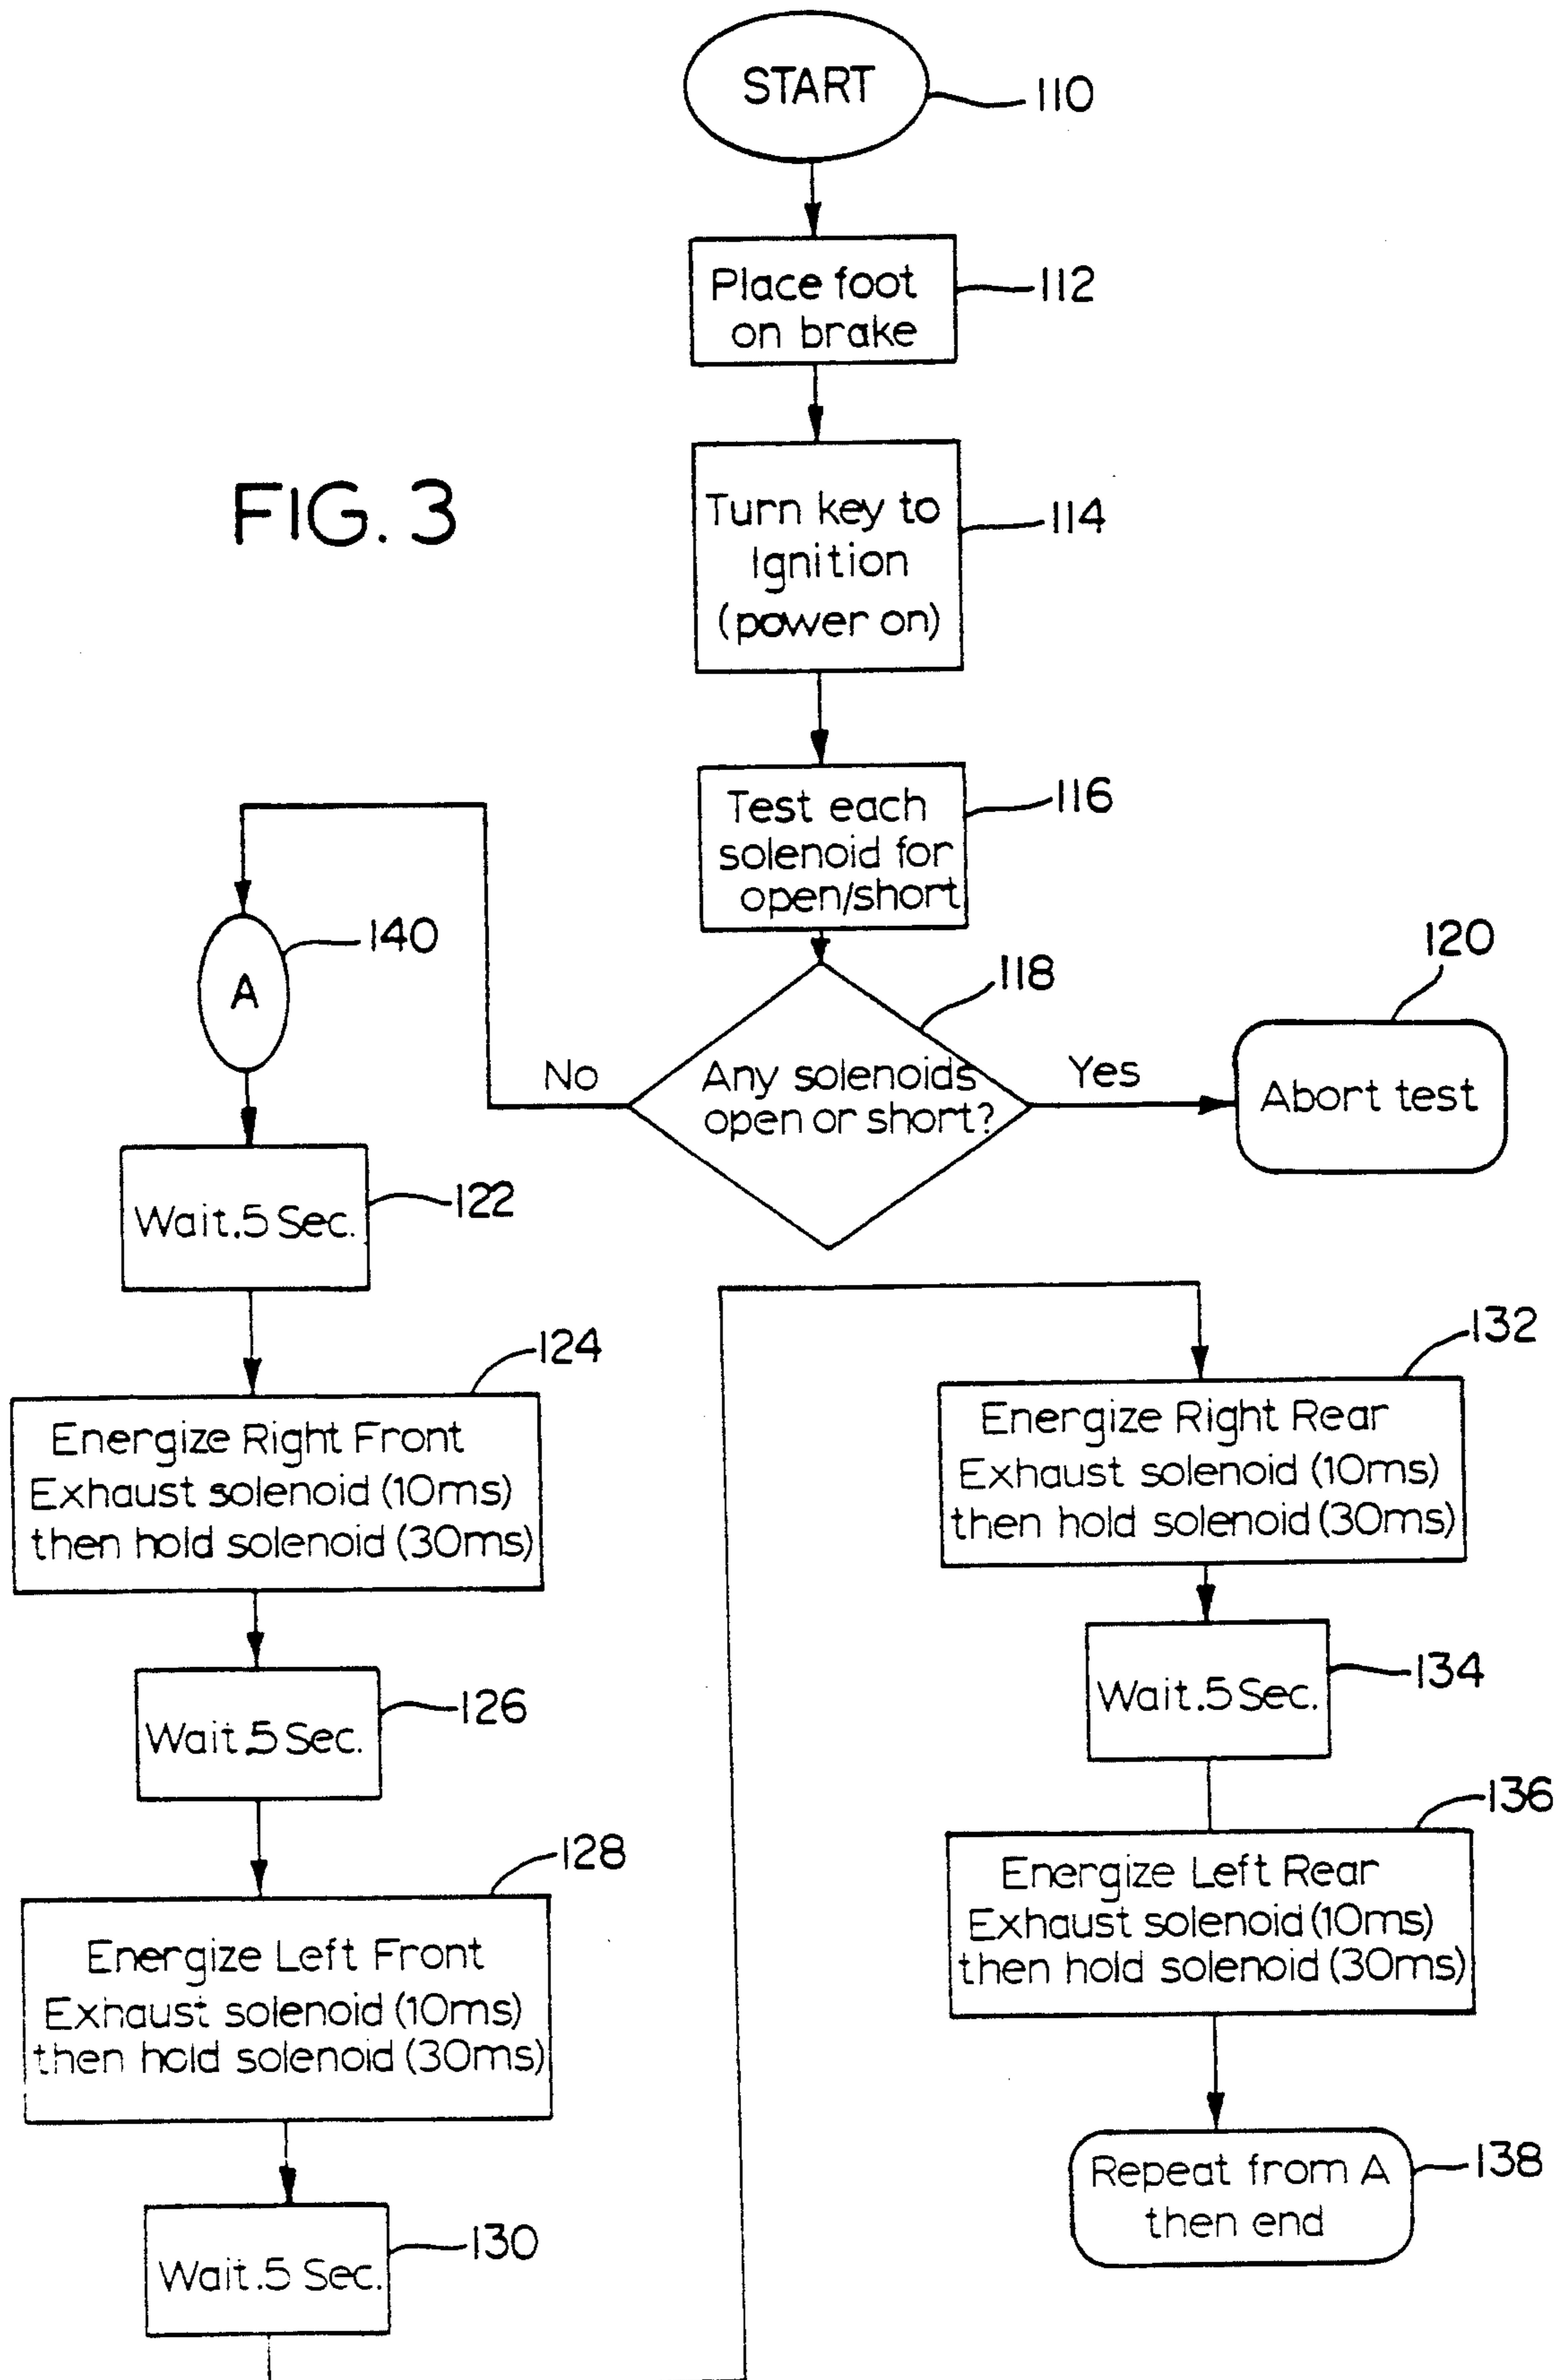 START
110
Place foot
on brake
112
FIG. 3
Turn key to
Ignition
(power on)
114
Test each
solenoid for
open/short
116
A
140
Any solenoids
open or short?
118
No
Yes
Abort test
120
Wait .5 Sec.
122
Energize Right Front
Exhaust solenoid (10ms)
then hold solenoid (30ms)
124
Wait .5 Sec.
126
Energize Left Front
Exhaust solenoid (10ms)
then hold solenoid (30ms)
128
Wait .5 Sec.
130
Energize Right Rear
Exhaust solenoid (10ms)
then hold solenoid (30ms)
132
Wait .5 Sec.
134
Energize Left Rear
Exhaust solenoid (10ms)
then hold solenoid (30ms)
136
Repeat from A
then end
138